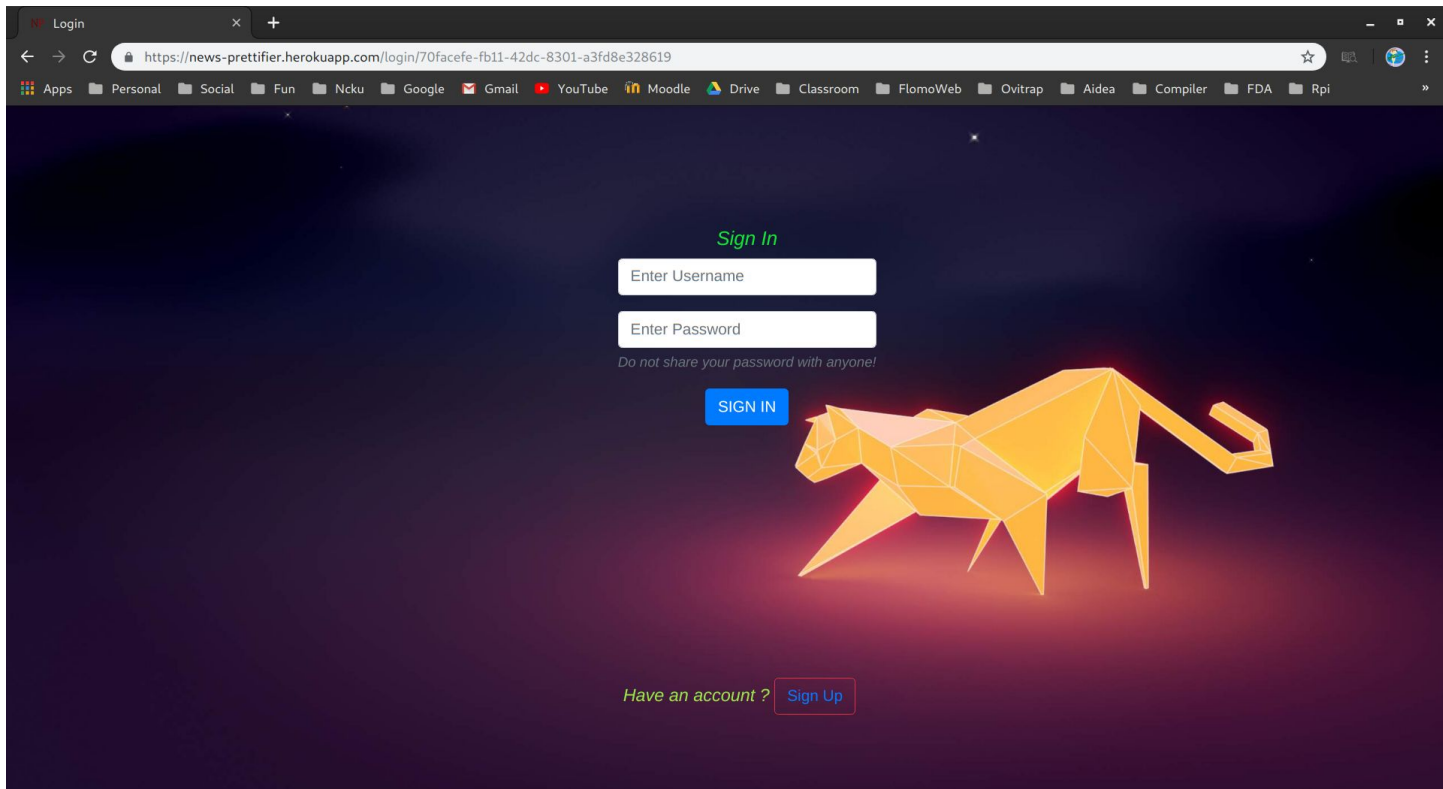 Login
https://news-prettifier.herokuapp.com/login/70facefe-fb11-42dc-8301-a3fd8e328619
Apps Personal Social Fun Ncku Google Gmail YouTube Moodle Drive Classroom FlomoWeb Ovitrap Aidea Compiler FDA Rpi »
Sign In
Enter Username
Enter Password
Do not share your password with anyone!
SIGN IN
Have an account ? Sign Up